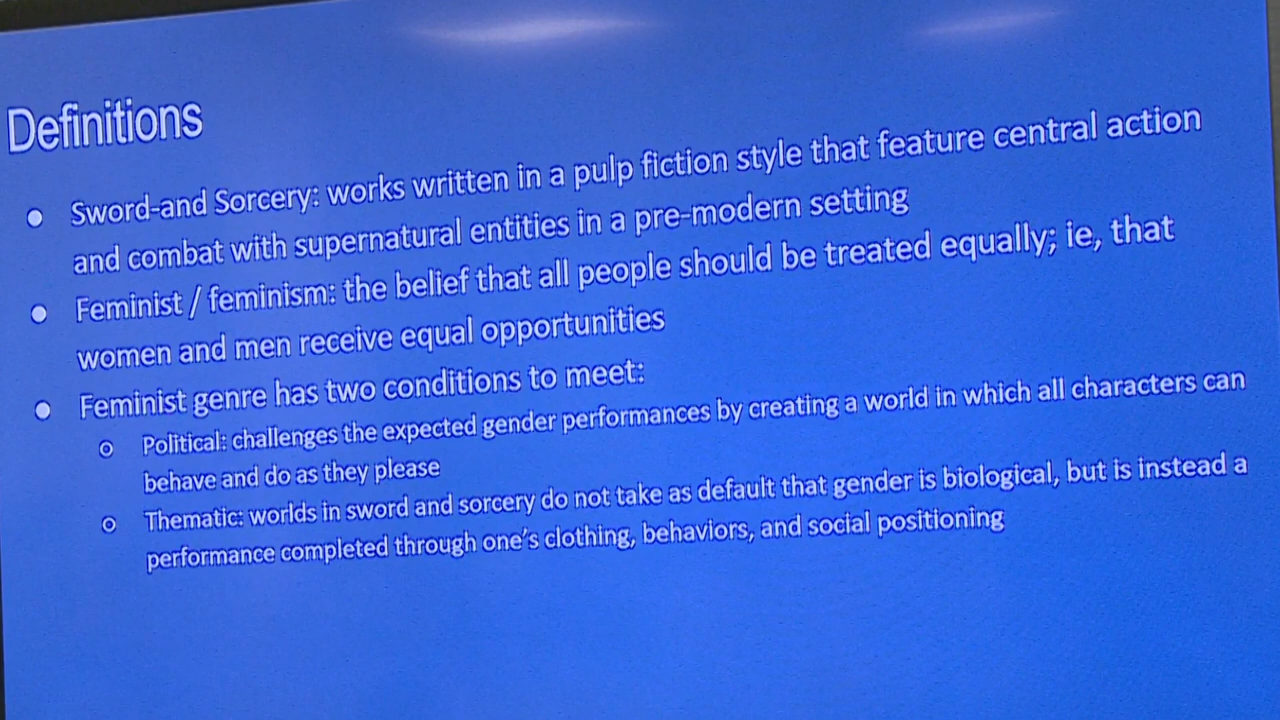 Definitions
● Sword-and Sorcery: works written in a pulp fiction style that feature central action
and combat with supernatural entities in a pre-modern setting
● Feminist / feminism: the belief that all people should be treated equally; ie, that
women and men receive equal opportunities
● Feminist genre has two conditions to meet:
○ Political: challenges the expected gender performances by creating a world in which all characters can
behave and do as they please
○ Thematic: worlds in sword and sorcery do not take as default that gender is biological, but is instead a
performance completed through one's clothing, behaviors, and social positioning